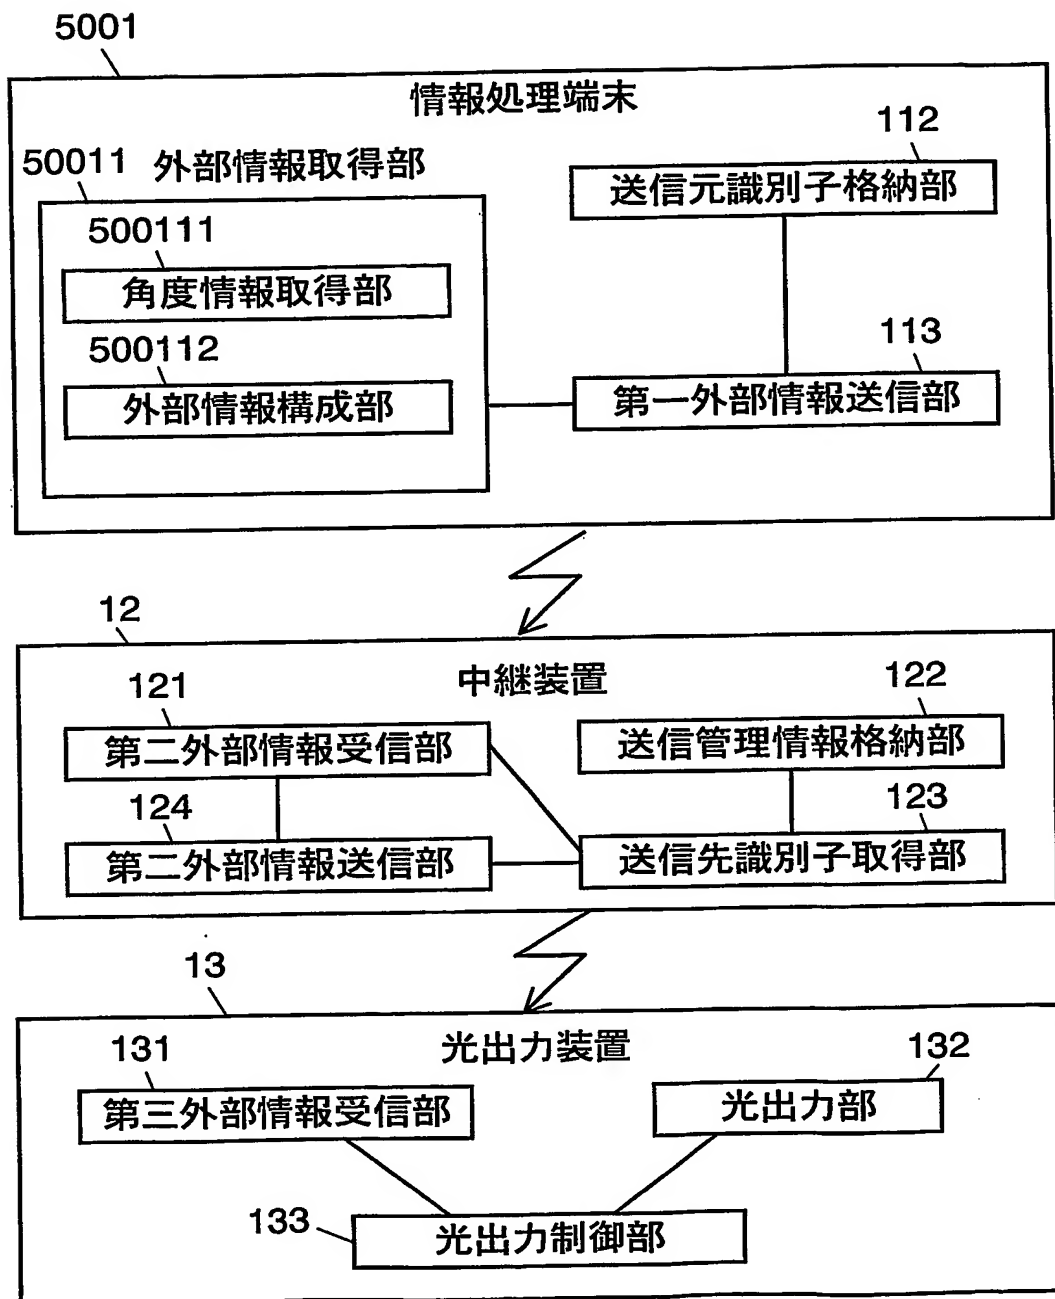 5001
情報処理端末
50011
外部情報取得部
112
送信元識別子格納部
500111
角度情報取得部
500112
外部情報構成部
113
第一外部情報送信部
12
中継装置
121
第二外部情報受信部
122
送信管理情報格納部
124
第二外部情報送信部
123
送信先識別子取得部
13
光出力装置
131
第三外部情報受信部
132
光出力部
133
光出力制御部